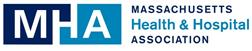 MHA
MASSACHUSETTS
Health & Hospital
ASSOCIATION